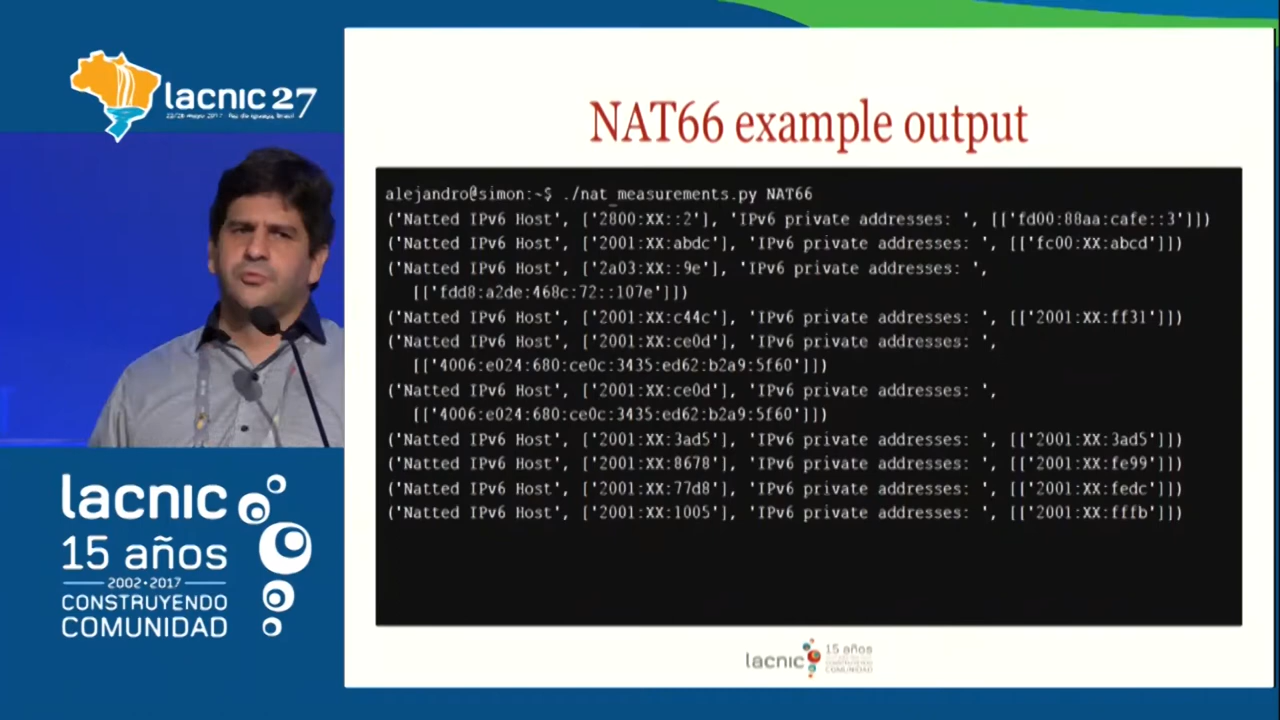 lacnic 27
lacnic
15 años
2002•2017
CONSTRUYENDO
COMUNIDAD
NAT66 example output
alejandro@simon:~$ ./nat_measurements.py NAT66
('Natted IPv6 Host', ['2800:XX::2'], 'IPv6 private addresses: ', [['fd00:88aa:cafe::3']])
('Natted IPv6 Host', ['2001:XX:abdc'], 'IPv6 private addresses: ', [['fc00:XX:abcd']])
('Natted IPv6 Host', ['2a03:XX::9e'], 'IPv6 private addresses: ',
[['fdd8:a2de:468c:72::107e']])
('Natted IPv6 Host', ['2001:XX:c44c'], 'IPv6 private addresses: ', [['2001:XX:ff31']])
('Natted IPv6 Host', ['2001:XX:ce0d'], 'IPv6 private addresses: ',
[['4006:e024:680:ce0c:3435:ed62:b2a9:5f60']])
('Natted IPv6 Host', ['2001:XX:ce0d'], 'IPv6 private addresses: ',
[['4006:e024:680:ce0c:3435:ed62:b2a9:5f60']])
('Natted IPv6 Host', ['2001:XX:3ad5'], 'IPv6 private addresses: ', [['2001:XX:3ad5']])
('Natted IPv6 Host', ['2001:XX:8678'], 'IPv6 private addresses: ', [['2001:XX:fe99']])
('Natted IPv6 Host', ['2001:XX:77d8'], 'IPv6 private addresses: ', [['2001:XX:fedc']])
('Natted IPv6 Host', ['2001:XX:1005'], 'IPv6 private addresses: ', [['2001:XX:fffb']])
lacnic
15 años
CONSTRUYENDO
COMUNIDAD